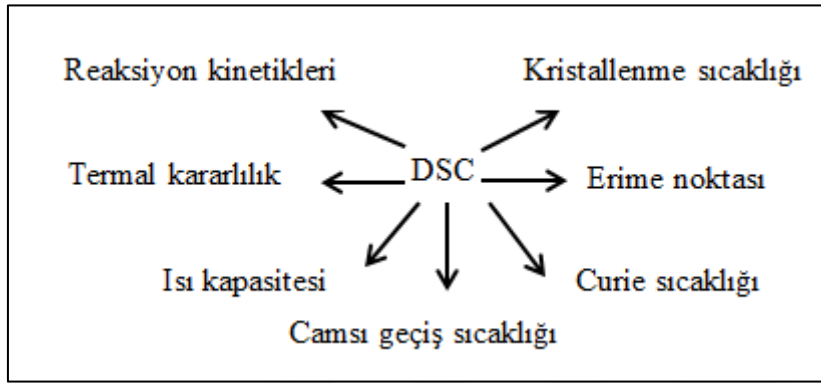 Reaksiyon kinetikleri
Kristallenme sıcaklığı
Termal kararlılık
DSC
Erime noktası
Isı kapasitesi
Curie sıcaklığı
Camsı geçiş sıcaklığı